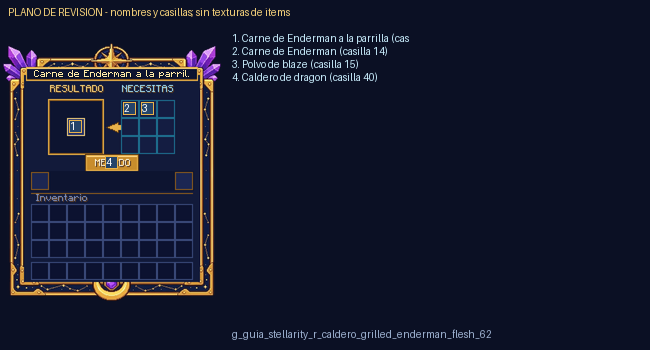 PLANO DE REVISION - nombres y casillas; sin texturas de items
1. Carne de Enderman a la parrilla (cas
2. Carne de Enderman (casilla 14)
3. Polvo de blaze (casilla 15)
4. Caldero de dragon (casilla 40)
Carne de Enderman a la parril.
RESULTADO NECESITAS
2 3
1
ME4DO
Inventario
g_guia_stellarity_r_caldero_grilled_enderman_flesh_62